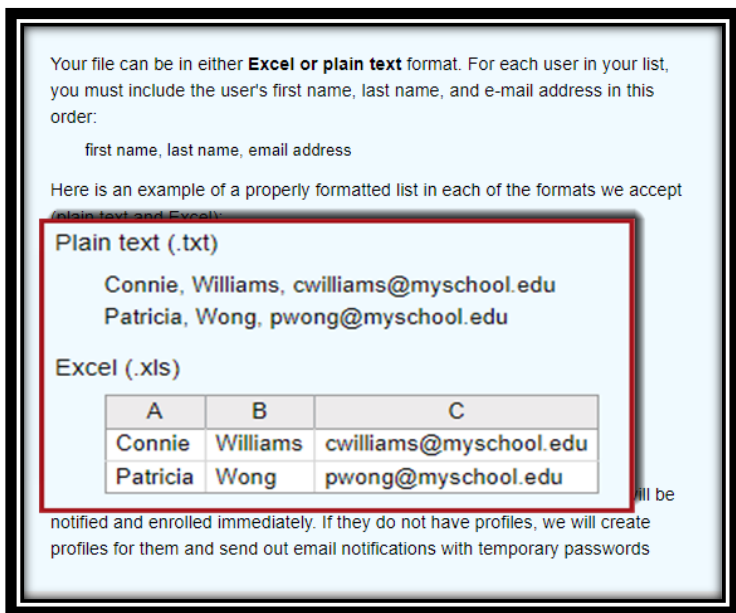 Your file can be in either Excel or plain text format. For each user in your list,
you must include the user's first name, last name, and e-mail address in this
order:
first name, last name, email address
Here is an example of a properly formatted list in each of the formats we accept
(plain text and Excel):
Plain text (.txt)
Connie, Williams, cwilliams@myschool.edu
Patricia, Wong, pwong@myschool.edu
Excel (.xls)
A B C
Connie Williams cwilliams@myschool.edu
Patricia Wong pwong@myschool.edu
will be
notified and enrolled immediately. If they do not have profiles, we will create
profiles for them and send out email notifications with temporary passwords